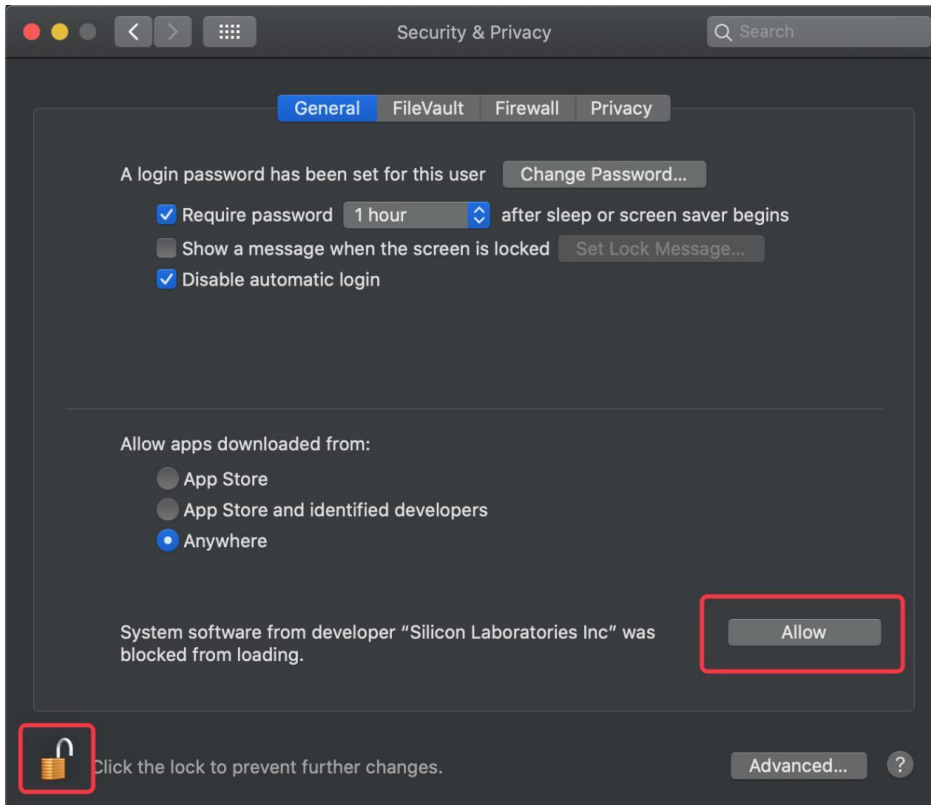 Security & Privacy
Search
General FileVault Firewall Privacy
A login password has been set for this user Change Password...
Require password 1 hour after sleep or screen saver begins
Show a message when the screen is locked Set Lock Message...
Disable automatic login
Allow apps downloaded from:
App Store
App Store and identified developers
Anywhere
System software from developer “Silicon Laboratories Inc” was
blocked from loading.
Allow
Click the lock to prevent further changes.
Advanced...
?